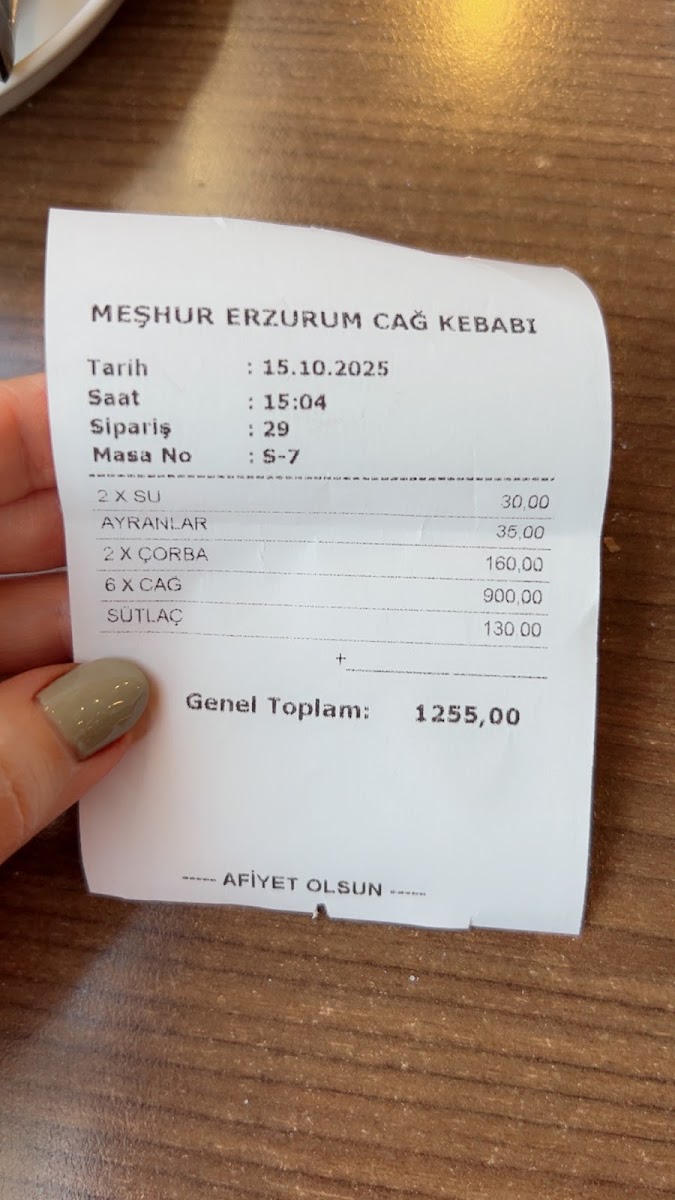 MEŞHUR ERZURUM CAĞ KEBABI
Tarih : 15.10.2025
Saat : 15:04
Sipariş : 29
Masa No : S-7
2 X SU 30,00
AYRANLAR 35,00
2 X ÇORBA 160,00
6 X CAĞ 900,00
SÜTLAÇ 130,00
+
Genel Toplam: 1255,00
----- AFİYET OLSUN -----